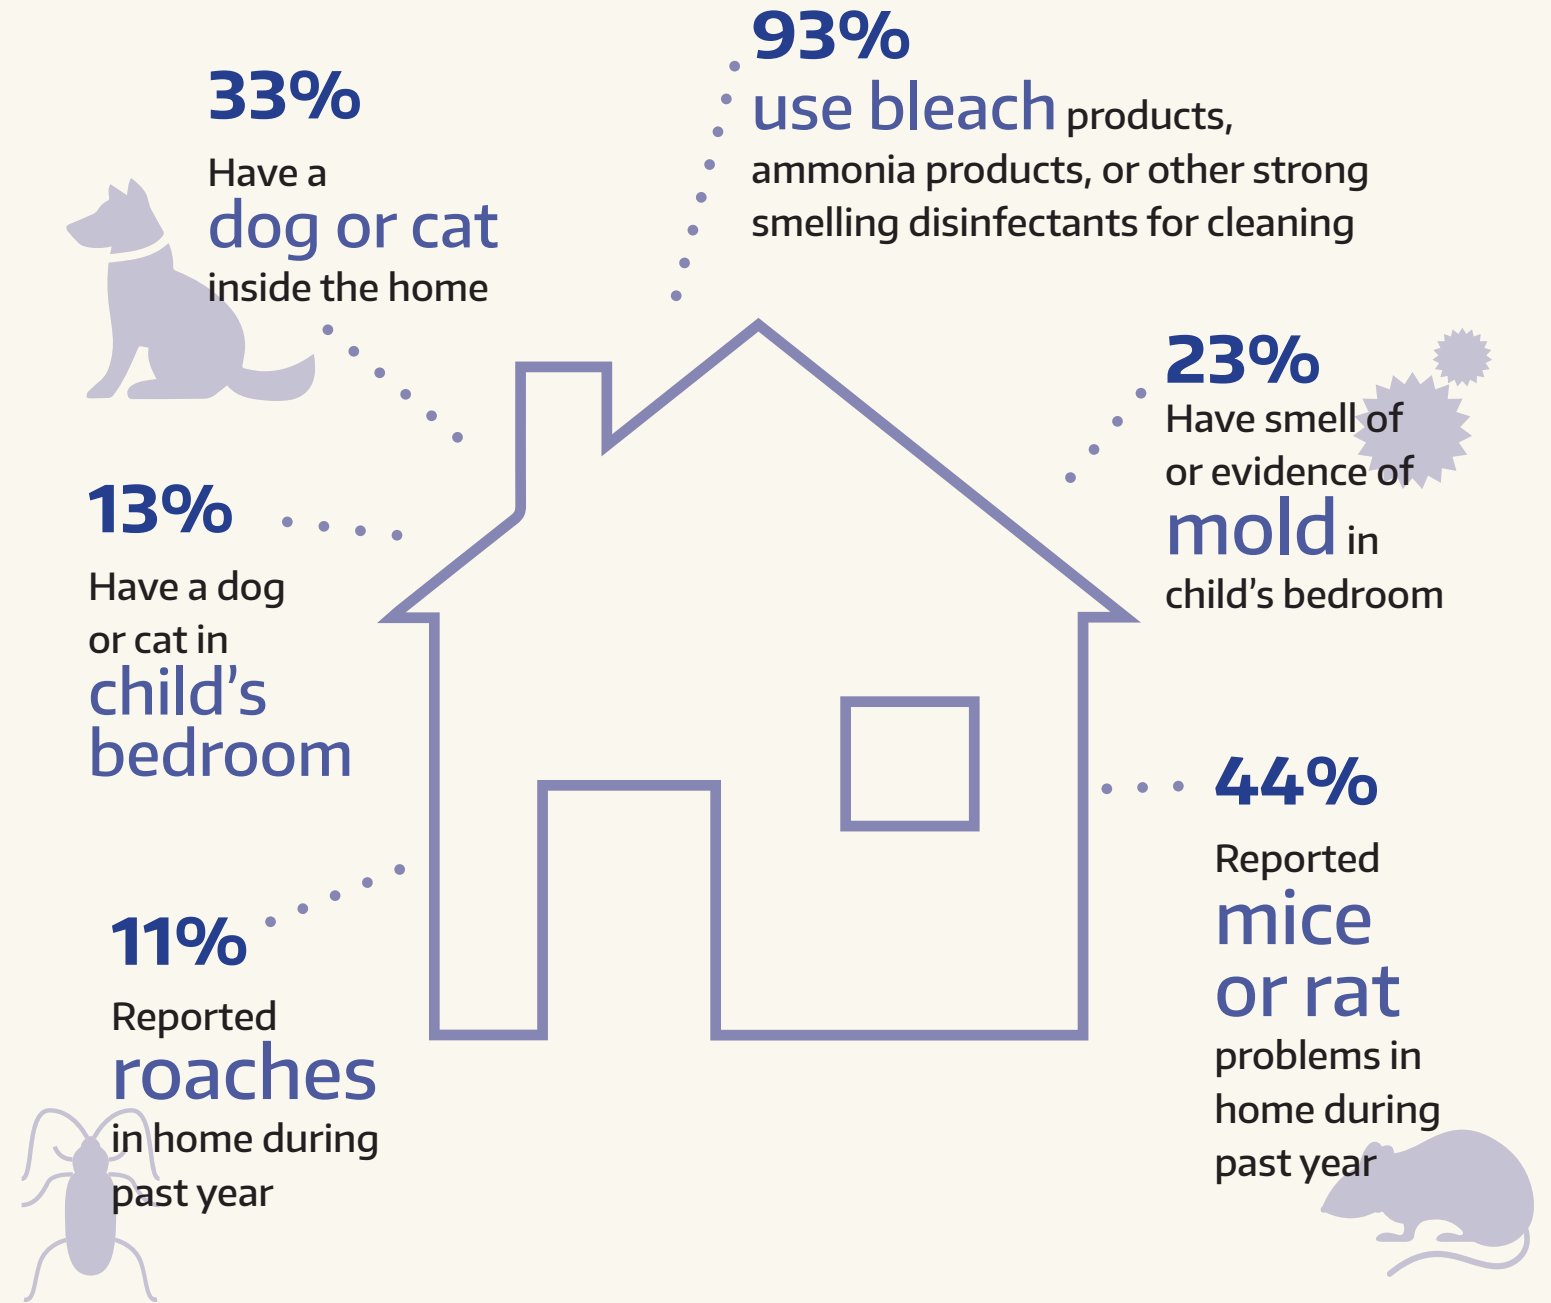 93%
use bleach products,
ammonia products, or other strong
smelling disinfectants for cleaning
33%
Have a
dog or cat
inside the home
23%
Have smell of
or evidence of
mold in
child’s bedroom
13%
Have a dog
or cat in
child’s
bedroom
44%
Reported
mice
or rat
problems in
home during
past year
11%
Reported
roaches
in home during
past year